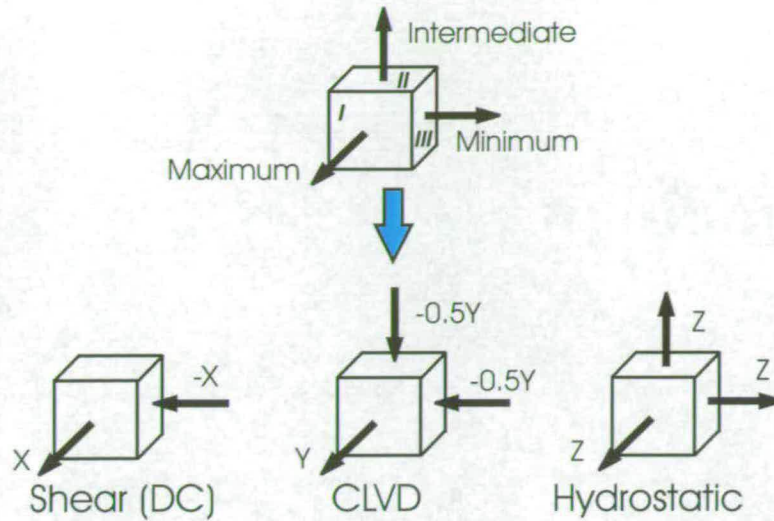 Intermediate
II
I
III
Minimum
Maximum
-0.5Y
Z
-X
-0.5Y
Z
X
Y
Z
Shear (DC)
CLVD
Hydrostatic